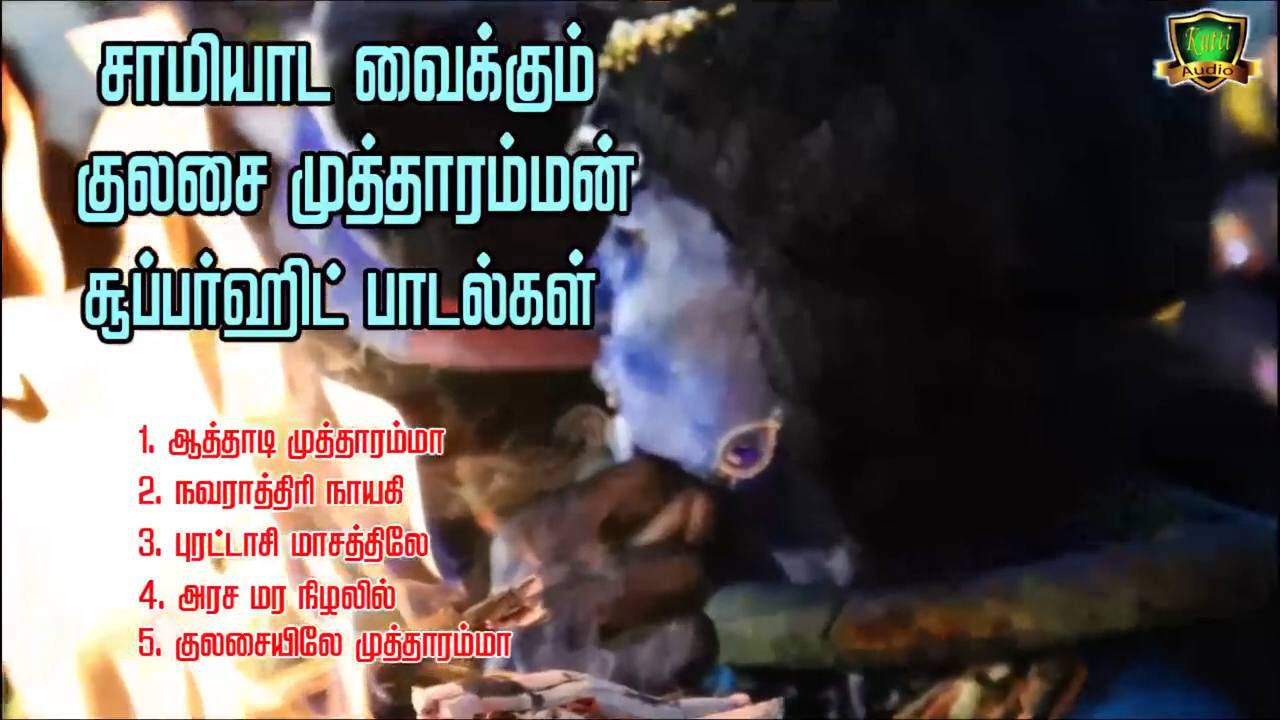 சாமியாட வைக்கும்
குலசை முத்தாரம்மன்
சூப்பர்ஹிட் பாடல்கள்
Kutti
Audio
1. ஆத்தாடி முத்தாரம்மா
2. நவராத்திரி நாயகி
3. புரட்டாசி மாசத்திலே
4. அரச மர நிழலில்
5. குலசையிலே முத்தாரம்மா